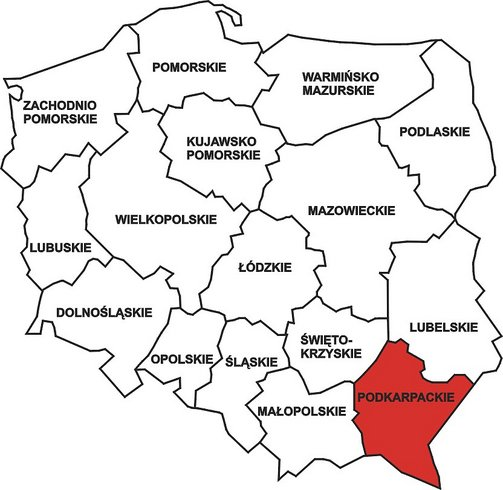 POMORSKIE
WARMIŃSKO
MAZURSKIE
ZACHODNIO
POMORSKIE
PODLASKIE
KUJAWSKO
POMORSKIE
MAZOWIECKIE
WIELKOPOLSKIE
LUBUSKIE
ŁÓDZKIE
DOLNOŚLĄSKIE
LUBELSKIE
ŚWIĘTO-
KRZYSKIE
OPOLSKIE
ŚLĄSKIE
PODKARPACKIE
MAŁOPOLSKIE